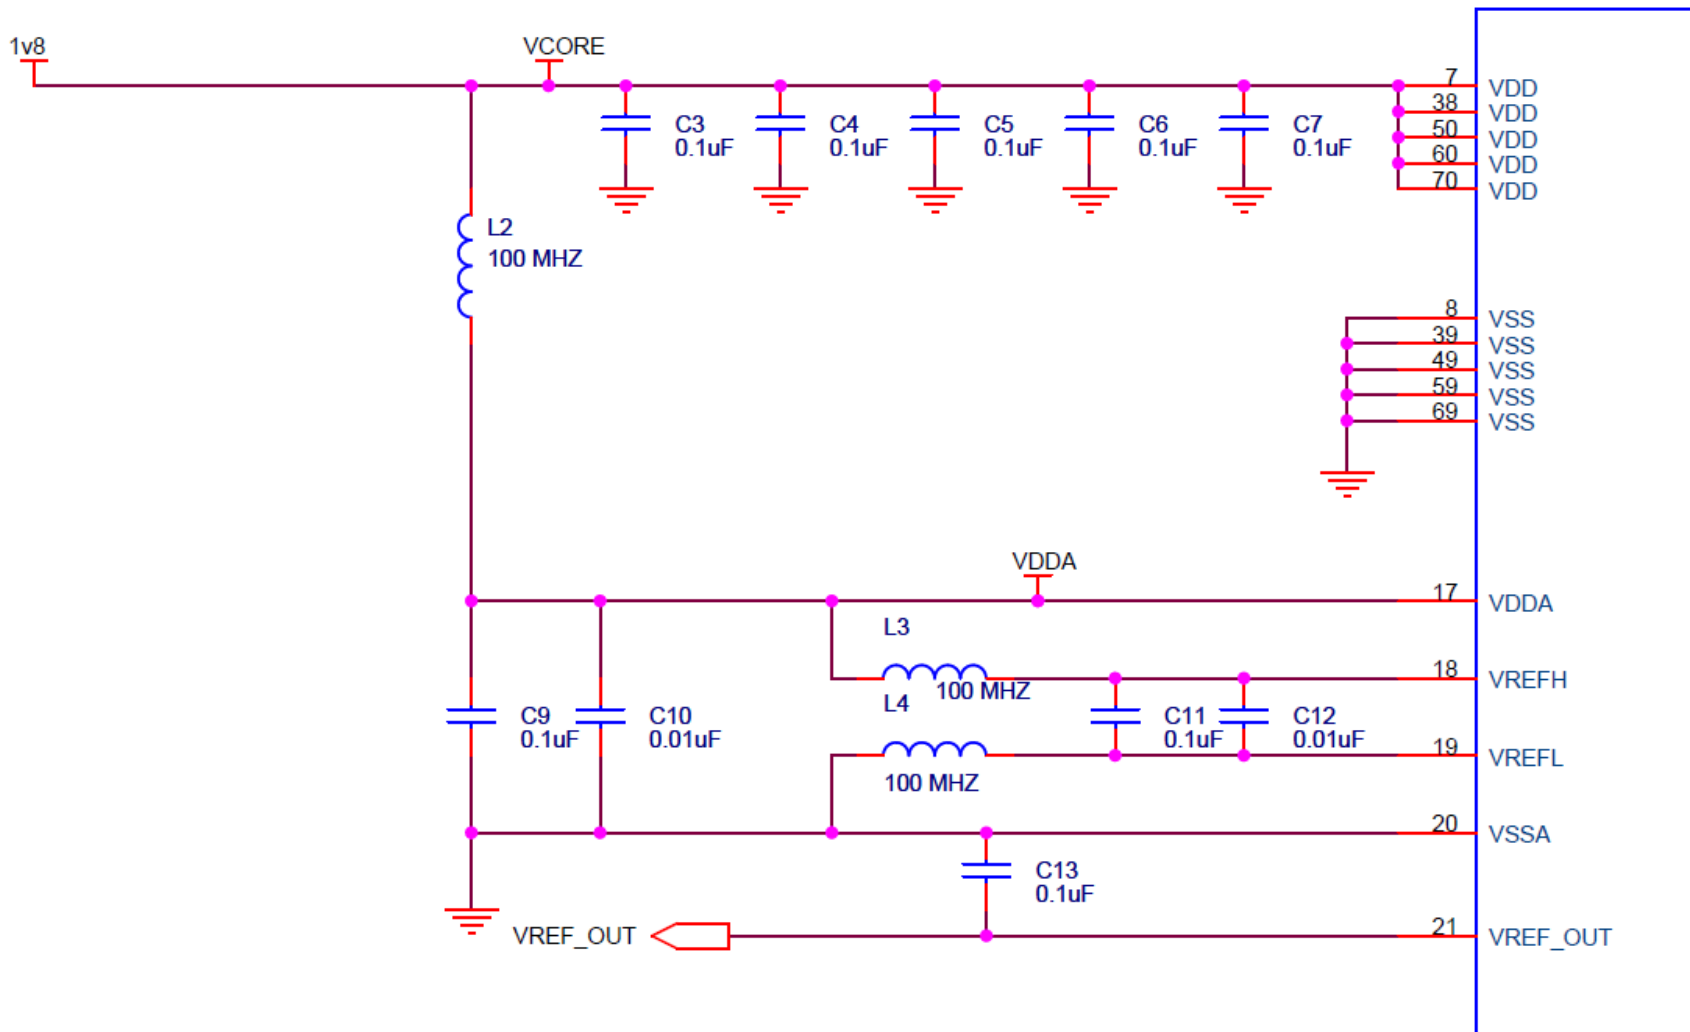 1v8
VCORE
C3
0.1uF
C4
0.1uF
C5
0.1uF
C6
0.1uF
C7
0.1uF
7 VDD
38 VDD
50 VDD
60 VDD
70 VDD
L2
100 MHZ
8 VSS
39 VSS
49 VSS
59 VSS
69 VSS
VDDA
17 VDDA
L3
100 MHZ
18 VREFH
L4
100 MHZ
C9
0.1uF
C10
0.01uF
C11
0.1uF
C12
0.01uF
19 VREFL
20 VSSA
C13
0.1uF
VREF_OUT
21 VREF_OUT